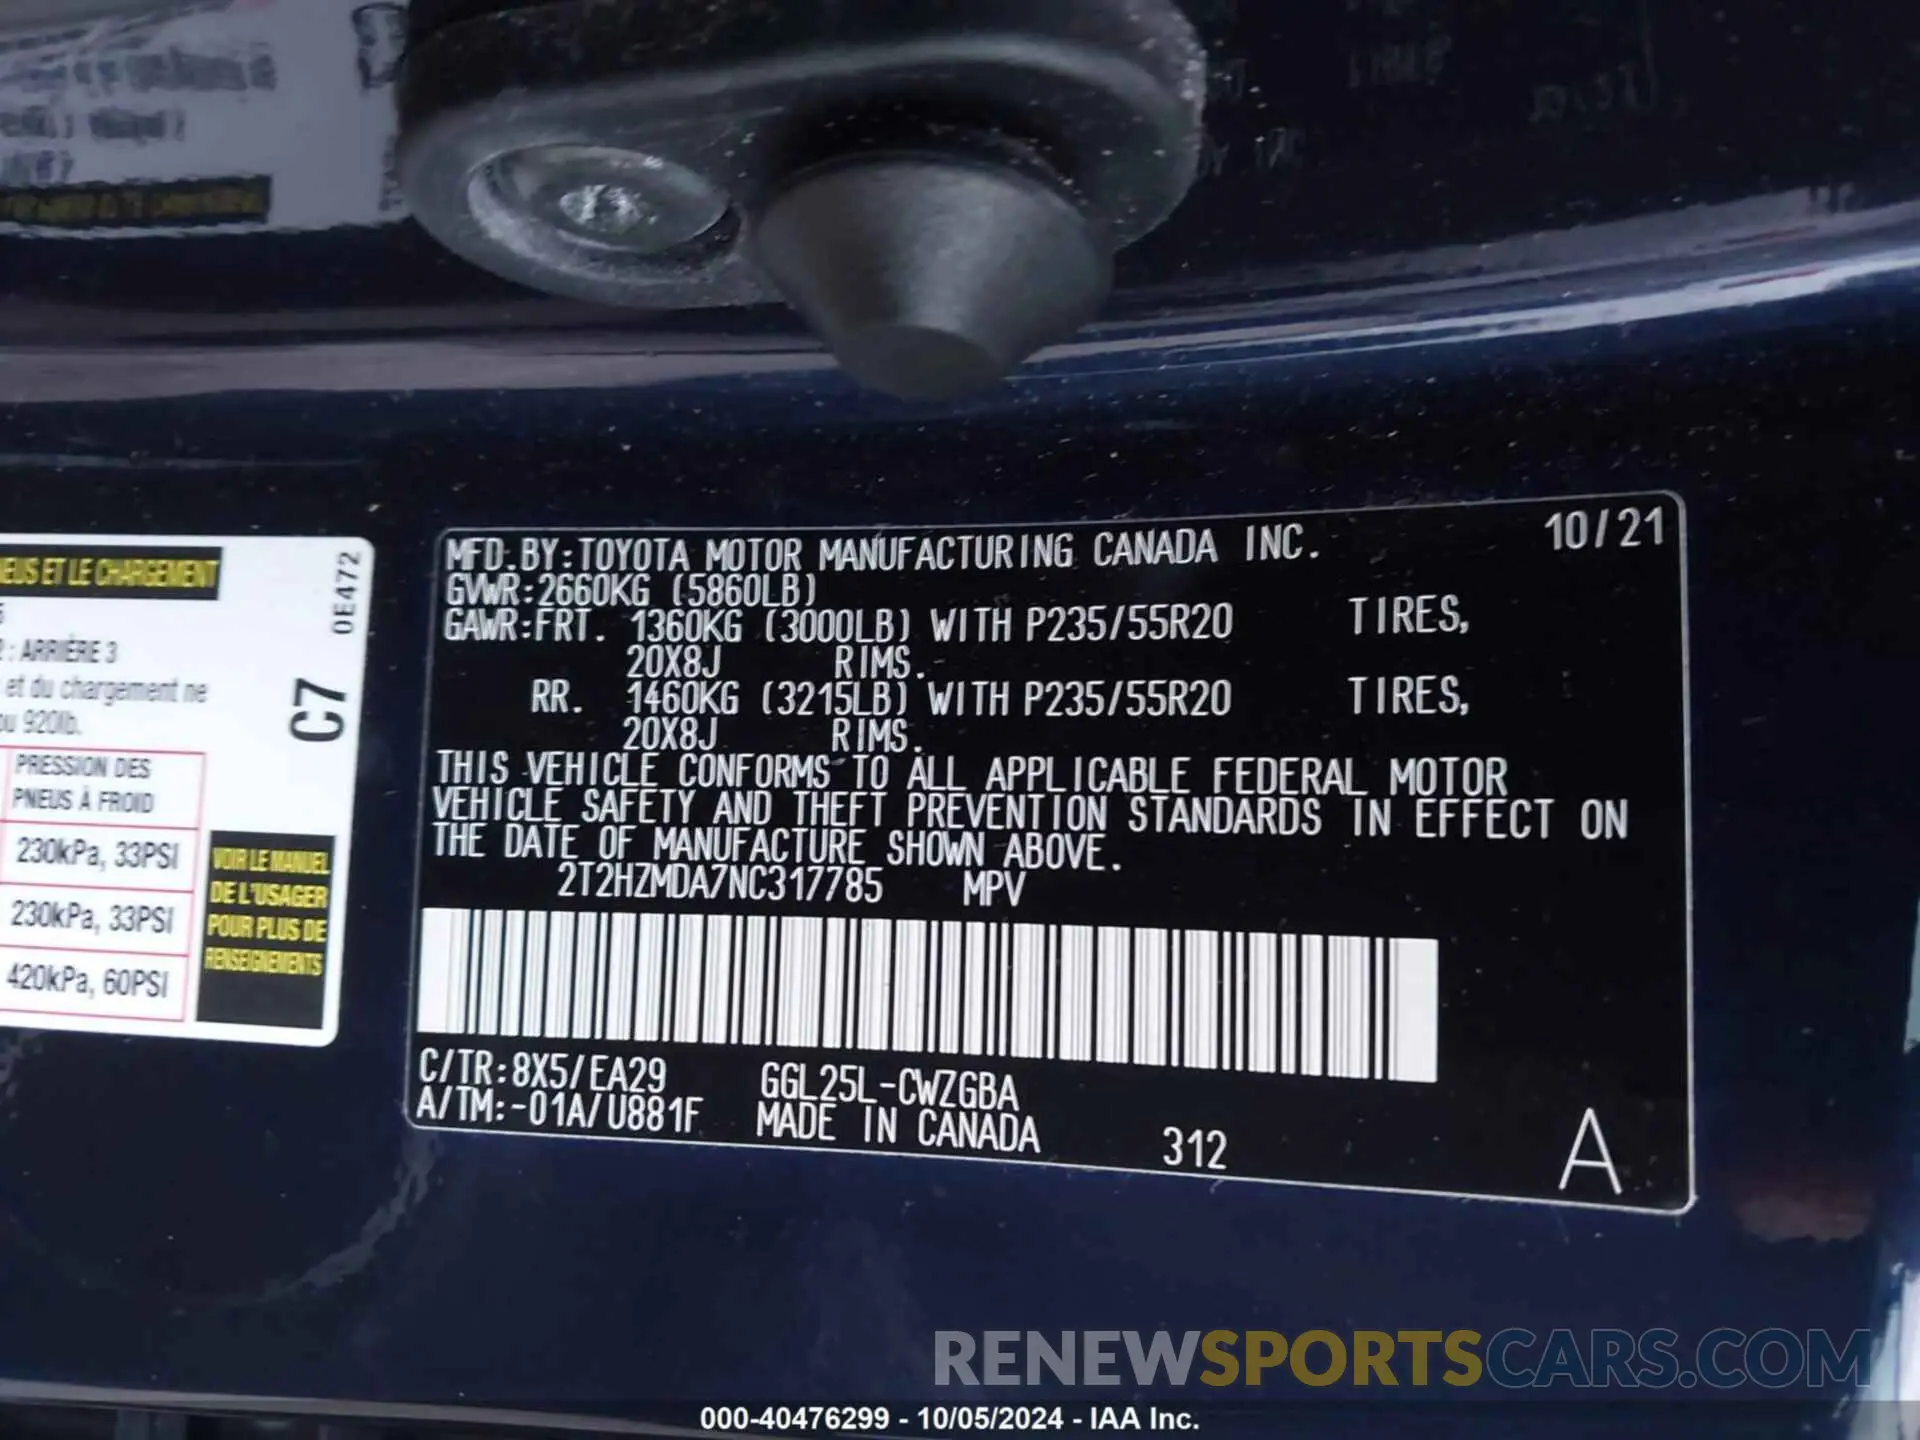 NEUS ET LE CHARGEMENT
0E472
: ARRIÈRE 3
et du chargement ne
ou 920lb.
C7
PRESSION DES
PNEUS À FROID
230kPa, 33PSI
230kPa, 33PSI
420kPa, 60PSI
VOIR LE MANUEL
DE L'USAGER
POUR PLUS DE
RENSEIGNEMENTS
MFD.BY:TOYOTA MOTOR MANUFACTURING CANADA INC. 10/21
GVWR:2660KG (5860LB)
GAWR:FRT. 1360KG (3000LB) WITH P235/55R20 TIRES,
20X8J RIMS.
RR. 1460KG (3215LB) WITH P235/55R20 TIRES,
20X8J RIMS.
THIS VEHICLE CONFORMS TO ALL APPLICABLE FEDERAL MOTOR
VEHICLE SAFETY AND THEFT PREVENTION STANDARDS IN EFFECT ON
THE DATE OF MANUFACTURE SHOWN ABOVE.
2T2HZMDA7NC317785 MPV
C/TR:8X5/EA29 GGL25L-CWZGBA
A/TM:-01A/U881F MADE IN CANADA 312 A
RENEWSPORTSCARS.COM
000-40476299 - 10/05/2024 - IAA Inc.